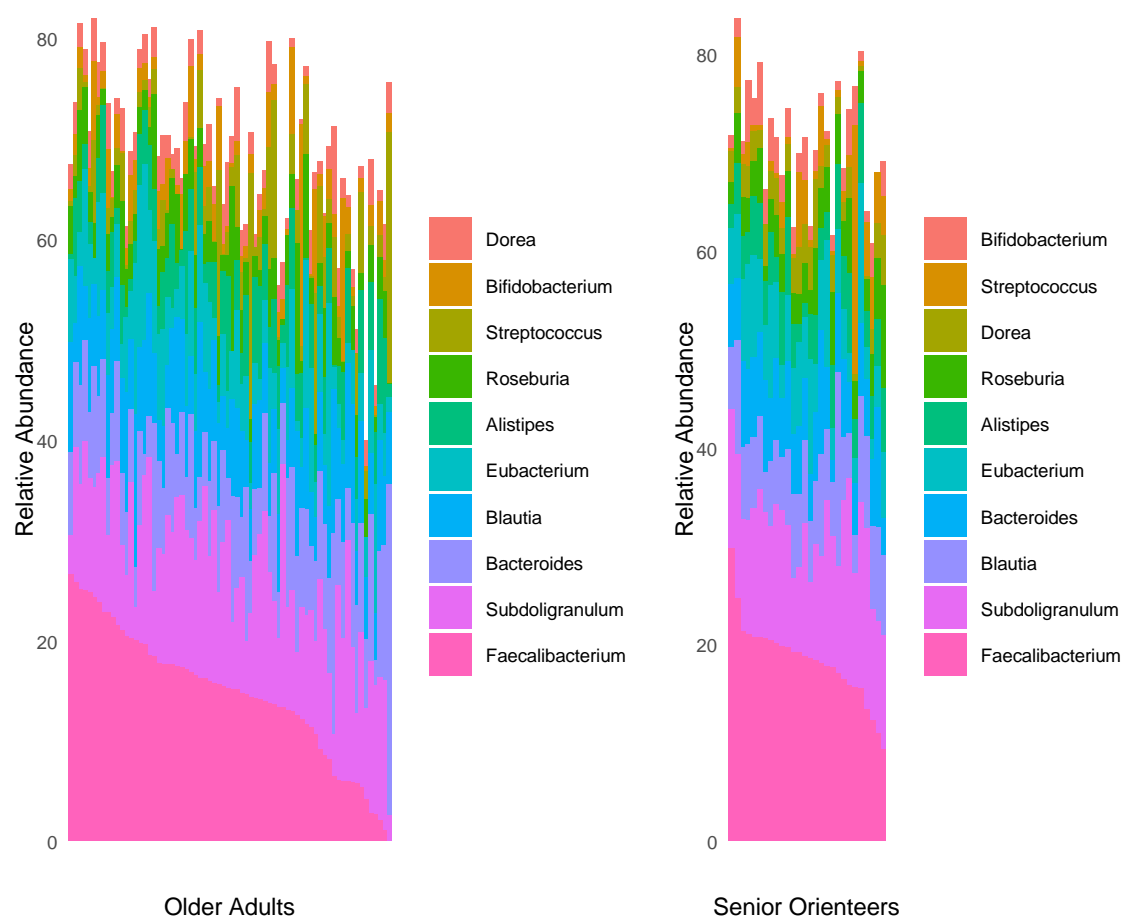 Relative Abundance
80
60
40
20
0
Older Adults
Dorea
Bifidobacterium
Streptococcus
Roseburia
Alistipes
Eubacterium
Blautia
Bacteroides
Subdoligranulum
Faecalibacterium
Relative Abundance
80
60
40
20
0
Senior Orienteers
Bifidobacterium
Streptococcus
Dorea
Roseburia
Alistipes
Eubacterium
Bacteroides
Blautia
Subdoligranulum
Faecalibacterium